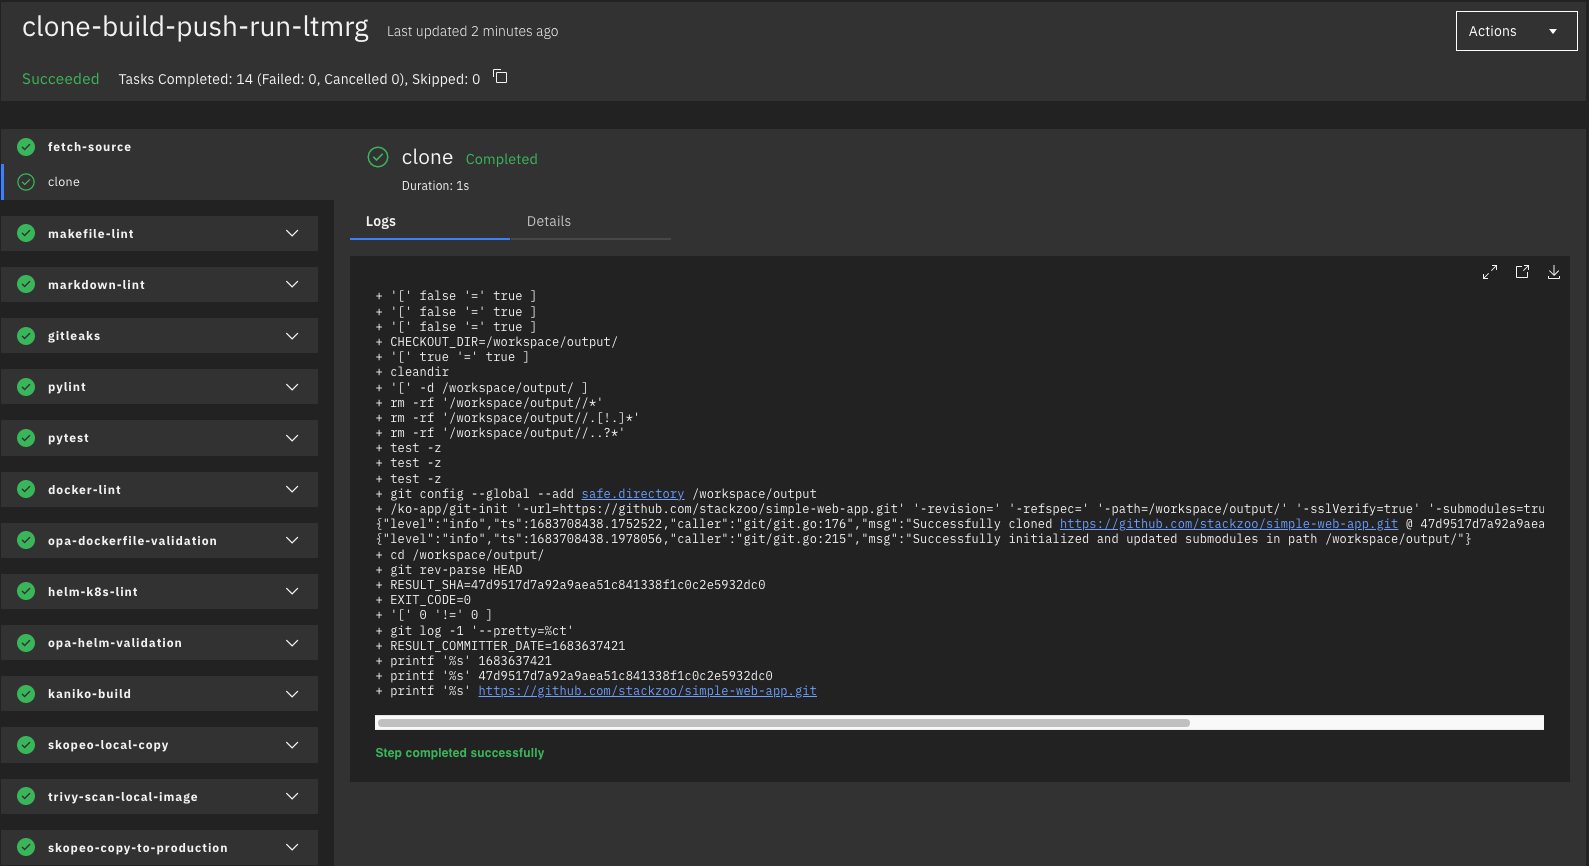 clone-build-push-run-ltmrg Last updated 2 minutes ago
Actions
Succeeded Tasks Completed: 14 (Failed: 0, Cancelled 0), Skipped: 0
fetch-source
clone
makefile-lint
markdown-lint
gitleaks
pylint
pytest
docker-lint
opa-dockerfile-validation
helm-k8s-lint
opa-helm-validation
kaniko-build
skopeo-local-copy
trivy-scan-local-image
skopeo-copy-to-production
clone Completed
Duration: 1s
Logs Details
+ '[' false '=' true ]
+ '[' false '=' true ]
+ '[' false '=' true ]
+ CHECKOUT_DIR=/workspace/output/
+ '[' true '=' true ]
+ cleandir
+ '[' -d /workspace/output/ ]
+ rm -rf '/workspace/output//*'
+ rm -rf '/workspace/output//.[!.]*'
+ rm -rf '/workspace/output//..?*'
+ test -z
+ test -z
+ test -z
+ git config --global --add safe.directory /workspace/output
+ /ko-app/git-init '-url=https://github.com/stackzoo/simple-web-app.git' '-revision=' '-refspec=' '-path=/workspace/output/' '-sslVerify=true' '-submodules=tru
{"level":"info","ts":1683708438.1752522,"caller":"git/git.go:176","msg":"Successfully cloned https://github.com/stackzoo/simple-web-app.git @ 47d9517d7a92a9aea
{"level":"info","ts":1683708438.1978056,"caller":"git/git.go:215","msg":"Successfully initialized and updated submodules in path /workspace/output/"}
+ cd /workspace/output/
+ git rev-parse HEAD
+ RESULT_SHA=47d9517d7a92a9aea51c841338f1c0c2e5932dc0
+ EXIT_CODE=0
+ '[' 0 '!=' 0 ]
+ git log -1 '--pretty=%ct'
+ RESULT_COMMITTER_DATE=1683637421
+ printf '%s' 1683637421
+ printf '%s' 47d9517d7a92a9aea51c841338f1c0c2e5932dc0
+ printf '%s' https://github.com/stackzoo/simple-web-app.git
Step completed successfully